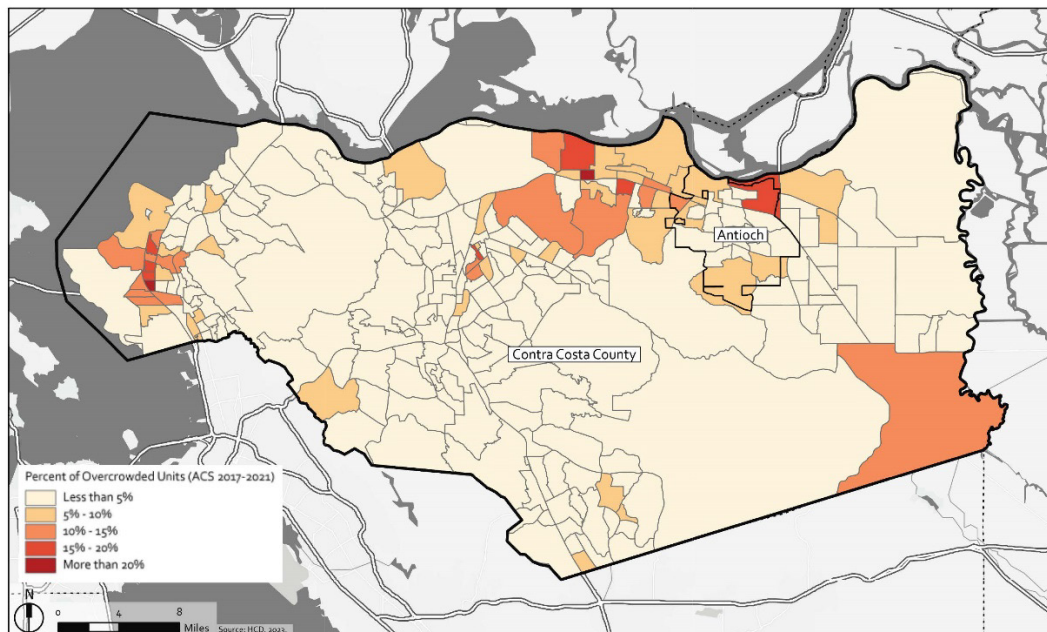 Antioch
Contra Costa County
Percent of Overcrowded Units (ACS 2017-2021)
Less than 5%
5% - 10%
10% - 15%
15% - 20%
More than 20%
N
0 4 8
Miles Source: HCD, 2023.